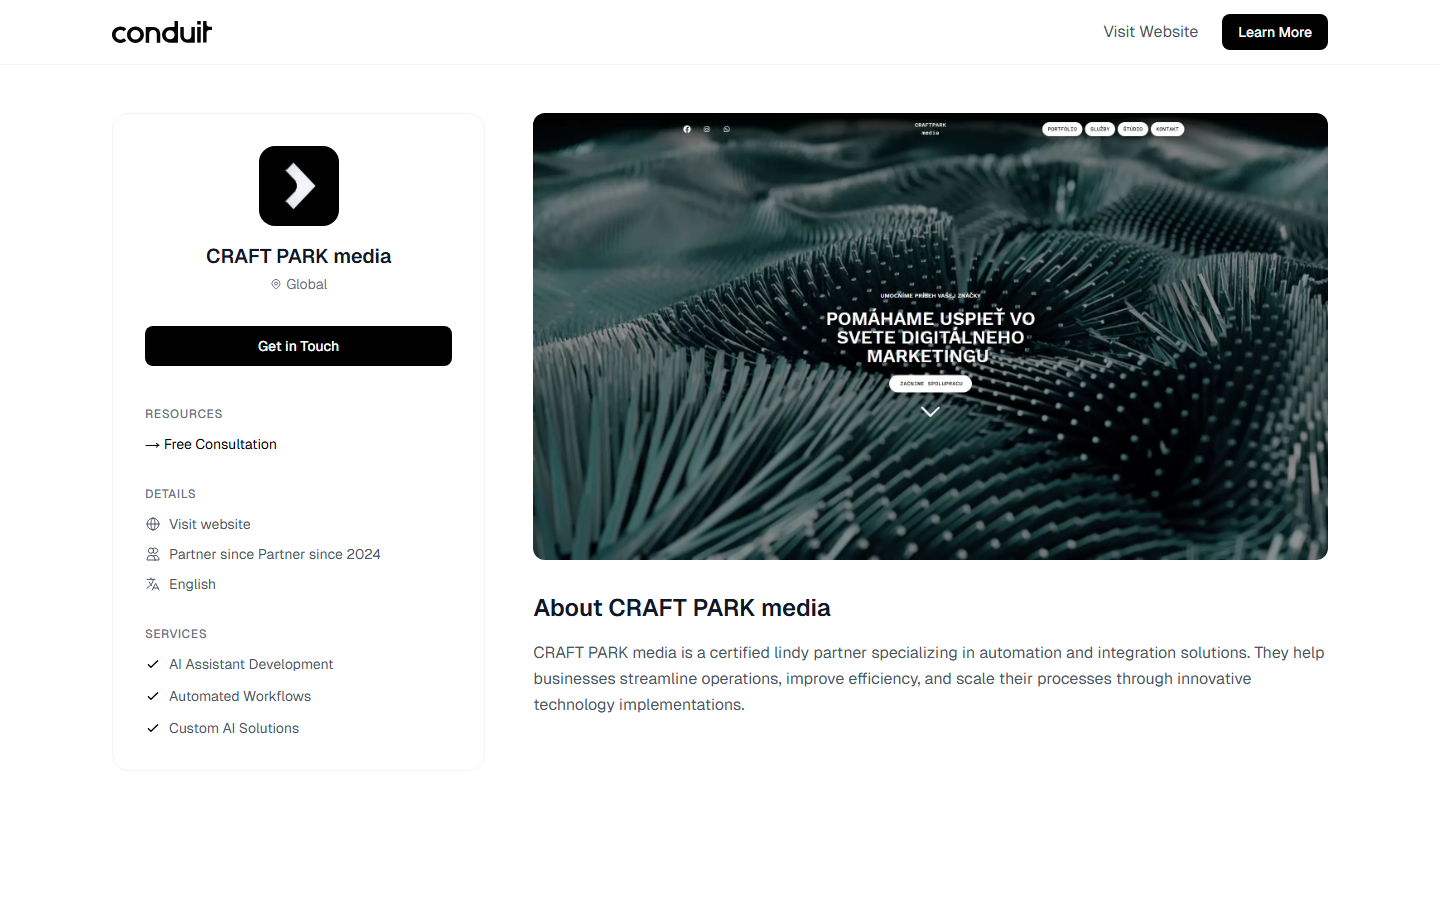 conduit
Visit Website
Learn More
CRAFT PARK media
Global
Get in Touch
RESOURCES
→ Free Consultation
DETAILS
Visit website
Partner since Partner since 2024
English
SERVICES
AI Assistant Development
Automated Workflows
Custom AI Solutions
CRAFTPARK
media
PORTFÓLIO
SLUŽBY
ŠTÚDIO
KONTAKT
UMOCNÍME PRÍBEH VAŠEJ ZNAČKY
POMÁHAME USPIEŤ VO
SVETE DIGITÁLNEHO
MARKETINGU
ZAČNIME SPOLUPRÁCU
About CRAFT PARK media
CRAFT PARK media is a certified lindy partner specializing in automation and integration solutions. They help
businesses streamline operations, improve efficiency, and scale their processes through innovative
technology implementations.